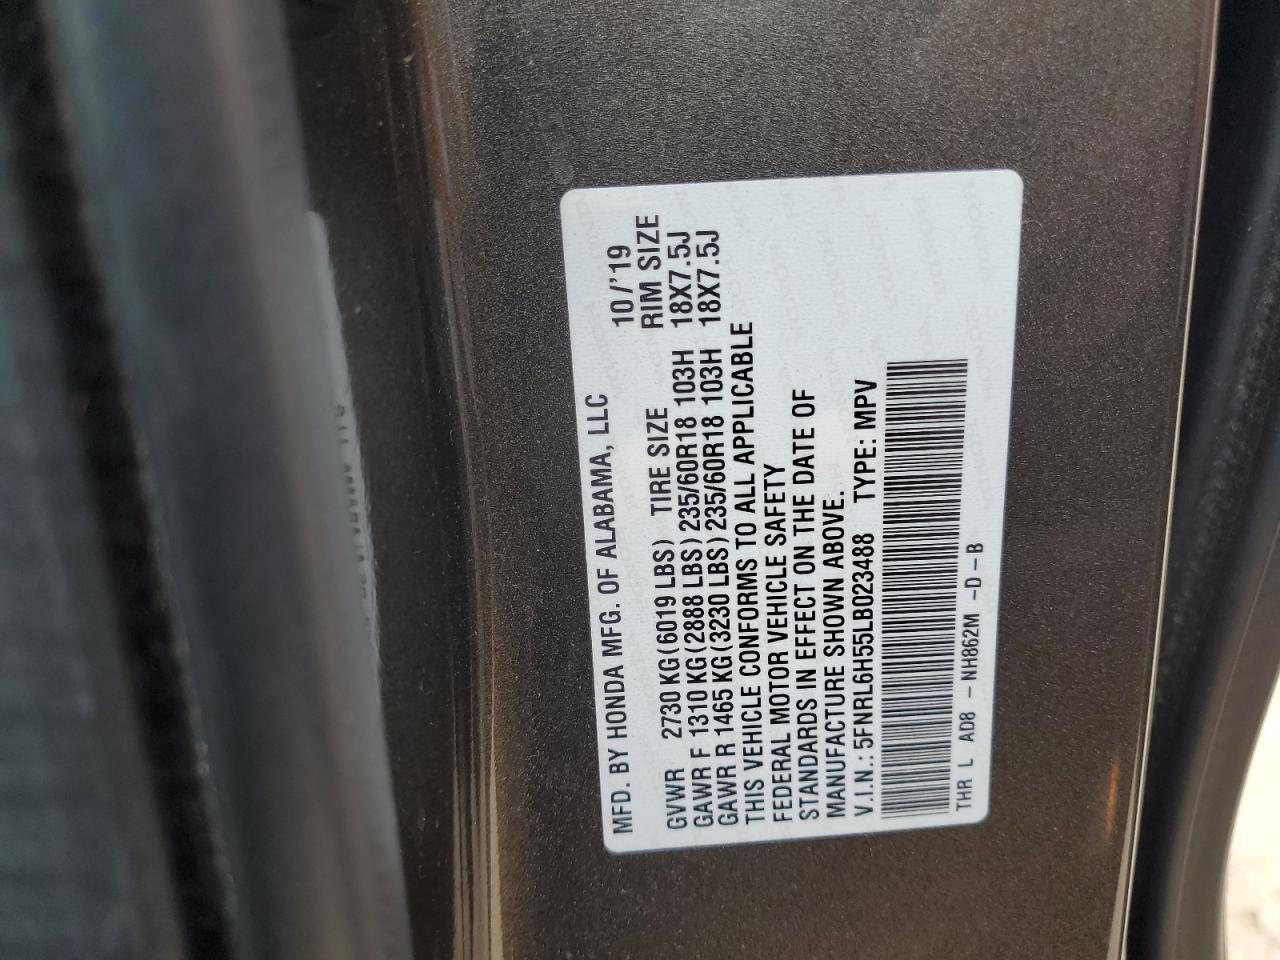 MFD. BY HONDA MFG. OF ALABAMA, LLC 10/'19
GVWR 2730 KG(6019 LBS) TIRE SIZE RIM SIZE
GAWR F 1310 KG(2888 LBS) 235/60R18 103H 18X7.5J
GAWR R 1465 KG(3230 LBS) 235/60R18 103H 18X7.5J
THIS VEHICLE CONFORMS TO ALL APPLICABLE
FEDERAL MOTOR VEHICLE SAFETY
STANDARDS IN EFFECT ON THE DATE OF
MANUFACTURE SHOWN ABOVE.
V.I.N.: 5FNRL6H55LB023488 TYPE: MPV
THR L AD8 - NH862M -D-B